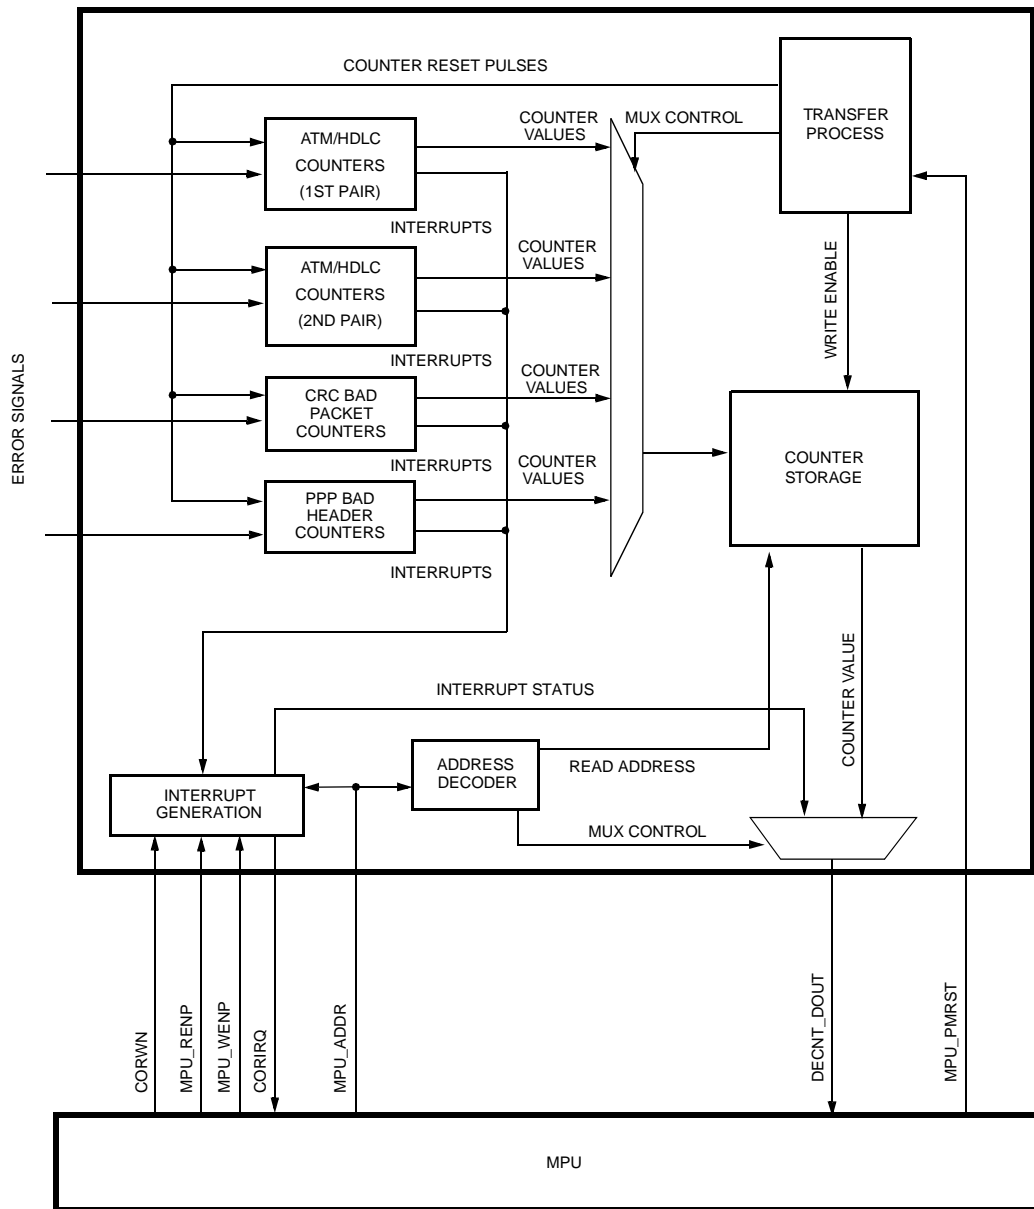 COUNTER RESET PULSES
TRANSFER
PROCESS
MUX CONTROL
COUNTER
VALUES
ATM/HDLC
COUNTERS
(1ST PAIR)
INTERRUPTS
COUNTER
VALUES
ATM/HDLC
COUNTERS
(2ND PAIR)
INTERRUPTS
WRITE ENABLE
COUNTER
VALUES
CRC BAD
PACKET
COUNTERS
INTERRUPTS
ERROR SIGNALS
COUNTER
VALUES
COUNTER
STORAGE
PPP BAD
HEADER
COUNTERS
INTERRUPTS
INTERRUPT STATUS
COUNTER VALUE
ADDRESS
DECODER
READ ADDRESS
INTERRUPT
GENERATION
MUX CONTROL
CORWN
MPU_RENP
MPU_WENP
CORIRQ
MPU_ADDR
DECNT_DOUT
MPU_PMRST
MPU